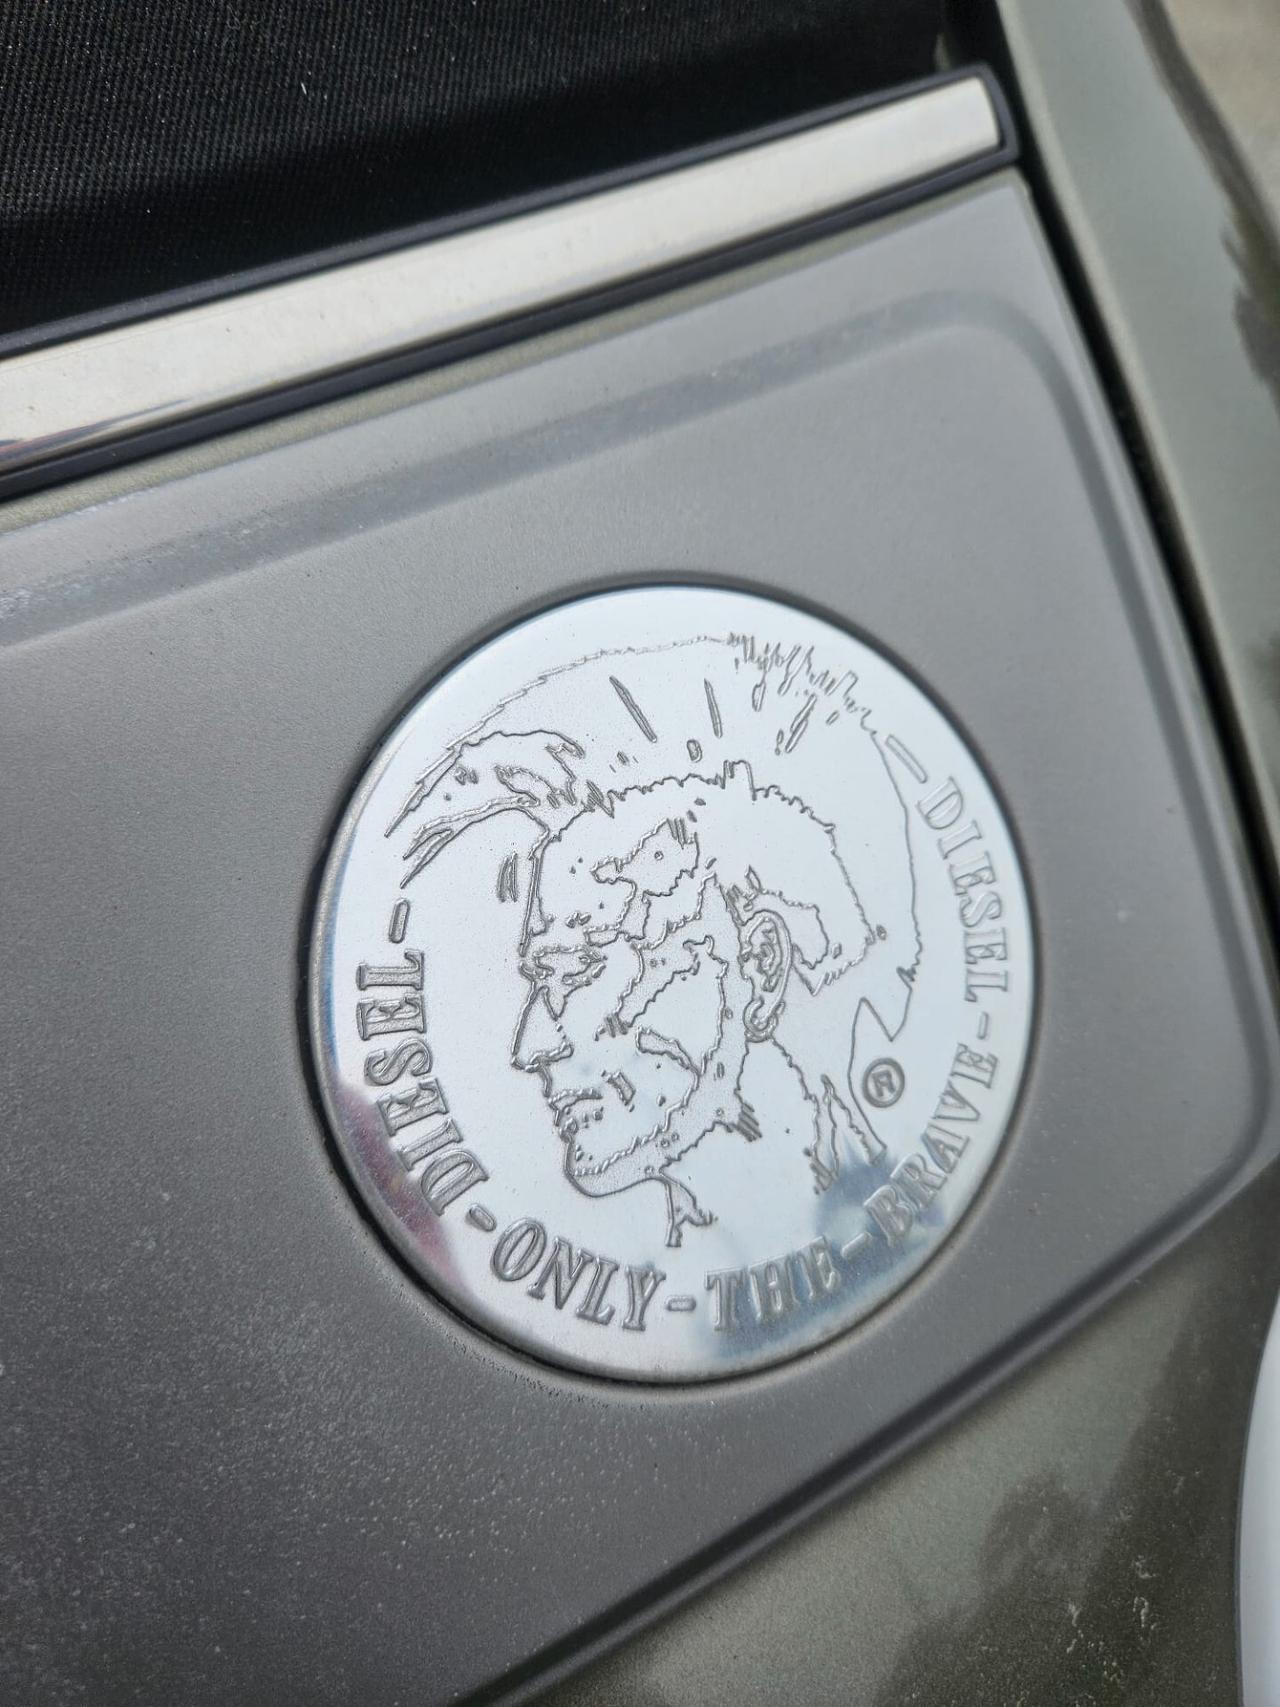 DIESEL - ONLY - THE - BRAVE - DIESEL -
®